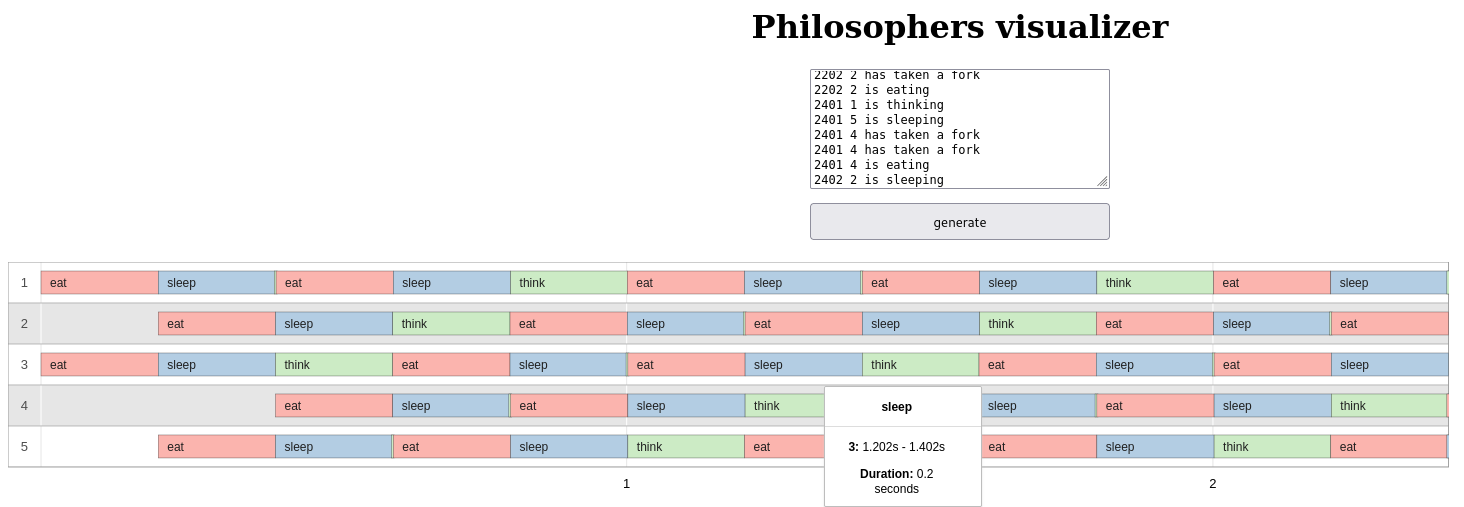 Philosophers visualizer
2202 2 has taken a fork
2202 2 is eating
2401 1 is thinking
2401 5 is sleeping
2401 4 has taken a fork
2401 4 has taken a fork
2401 4 is eating
2402 2 is sleeping
generate
1 eat sleep eat sleep think eat sleep eat sleep think eat sleep
2 eat sleep think eat sleep eat sleep think eat sleep eat
3 eat sleep think eat sleep eat sleep think eat sleep eat sleep
4 eat sleep eat sleep think sleep eat sleep think
5 eat sleep eat sleep think eat eat sleep think eat
sleep
3: 1.202s - 1.402s
Duration: 0.2
seconds
1 2